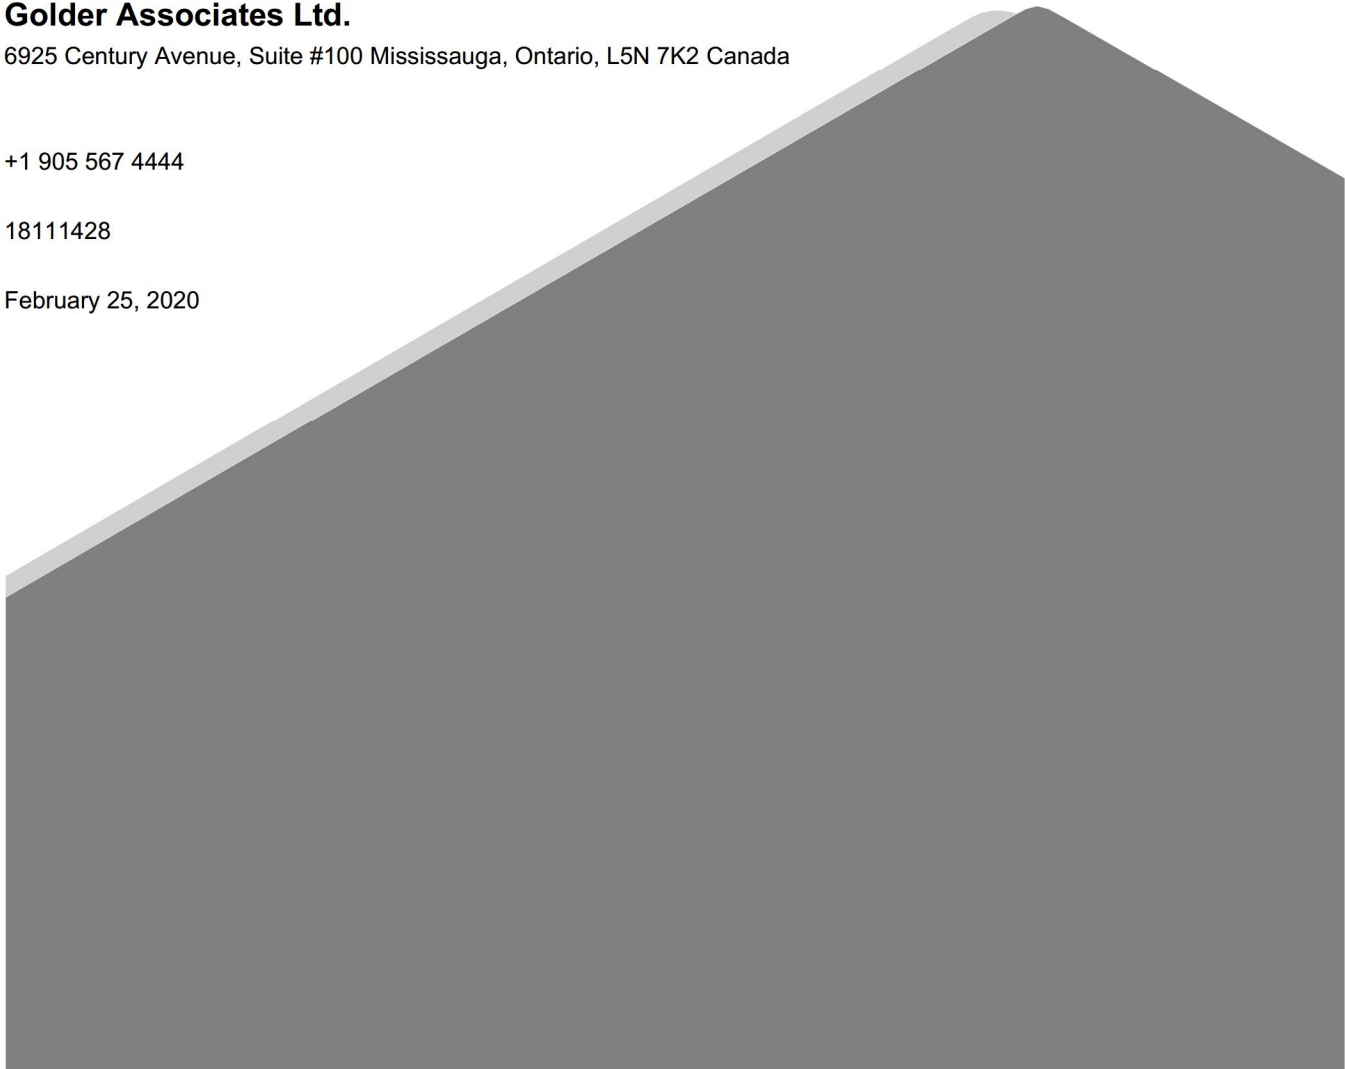 Golder Associates Ltd.
6925 Century Avenue, Suite #100 Mississauga, Ontario, L5N 7K2 Canada
+1 905 567 4444
18111428
February 25, 2020